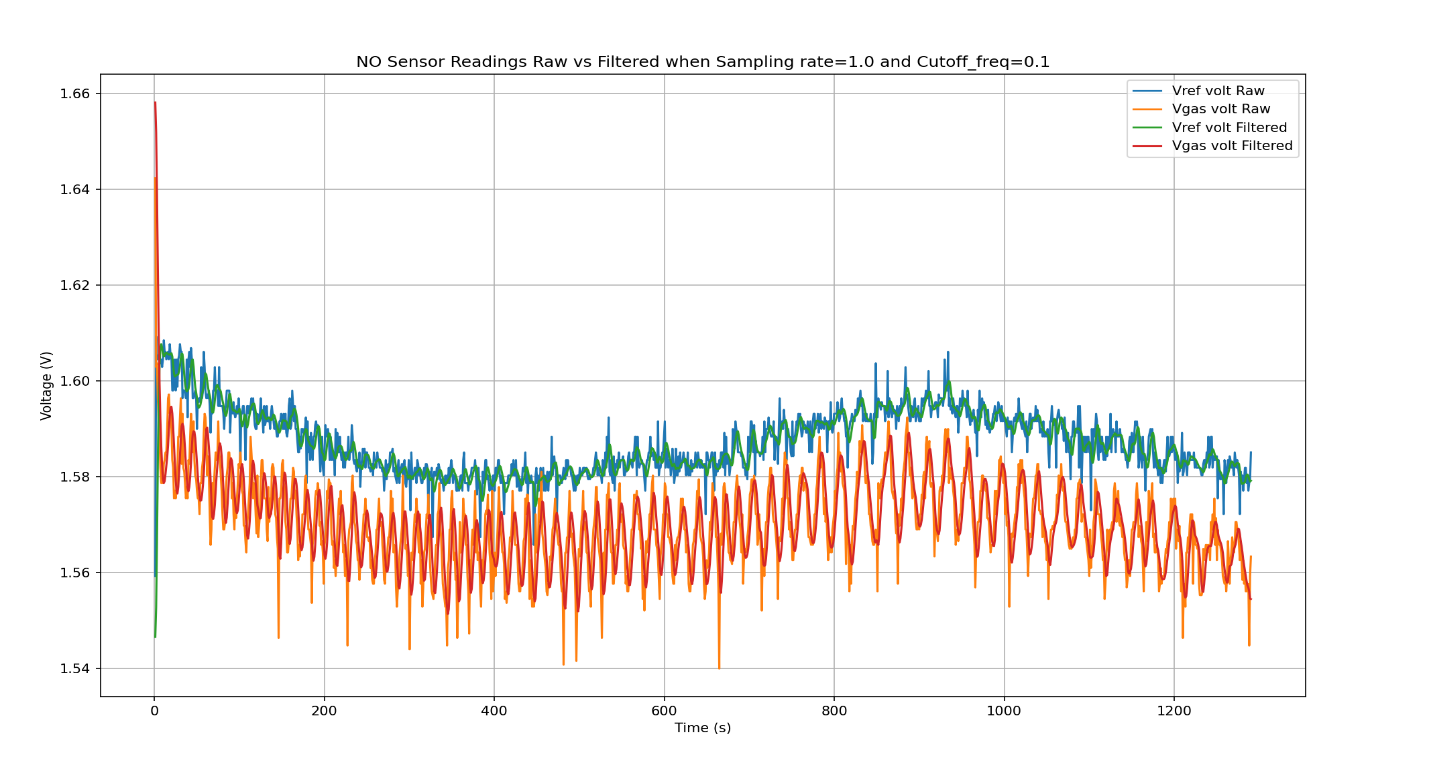 NO Sensor Readings Raw vs Filtered when Sampling rate=1.0 and Cutoff_freq=0.1
Vref volt Raw
Vgas volt Raw
Vref volt Filtered
Vgas volt Filtered
Voltage (V)
1.66
1.64
1.62
1.60
1.58
1.56
1.54
0 200 400 600 800 1000 1200
Time (s)